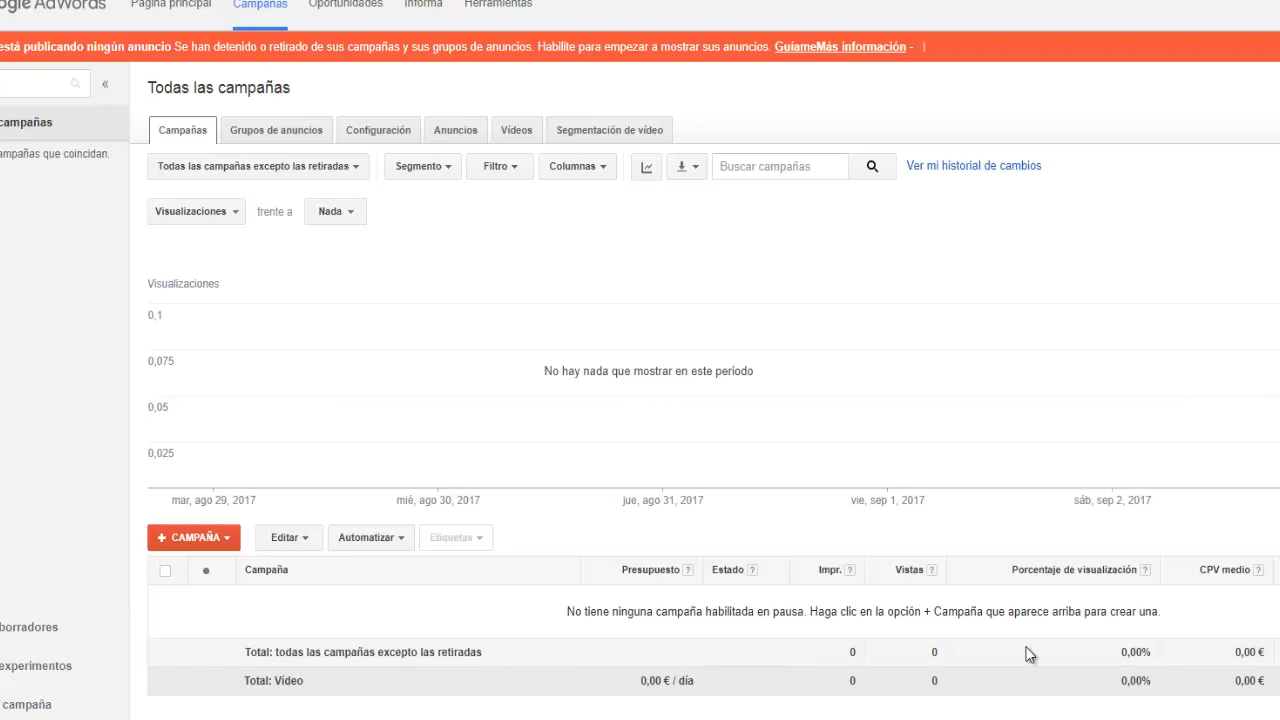 ogle AdWords Página principal Campañas Oportunidades Informa Herramientas
está publicando ningún anuncio Se han detenido o retirado de sus campañas y sus grupos de anuncios. Habilite para empezar a mostrar sus anuncios. GuíameMás información - |
«
Todas las campañas
campañas
ampañas que coincidan.
Campañas Grupos de anuncios Configuración Anuncios Vídeos Segmentación de vídeo
Todas las campañas excepto las retiradas Segmento Filtro Columnas Buscar campañas Ver mi historial de cambios
Visualizaciones frente a Nada
Visualizaciones
0,1
0,075
No hay nada que mostrar en este período
0,05
0,025
mar, ago 29, 2017 mié, ago 30, 2017 jue, ago 31, 2017 vie, sep 1, 2017 sáb, sep 2, 2017
+ CAMPAÑA Editar Automatizar Etiquetas
Campaña Presupuesto ? Estado ? Impr. ? Vistas ? Porcentaje de visualización ? CPV medio ?
No tiene ninguna campaña habilitada en pausa. Haga clic en la opción + Campaña que aparece arriba para crear una.
Total: todas las campañas excepto las retiradas 0 0 0,00% 0,00 €
Total: Vídeo 0,00 € / día 0 0 0,00% 0,00 €
borradores
experimentos
campaña